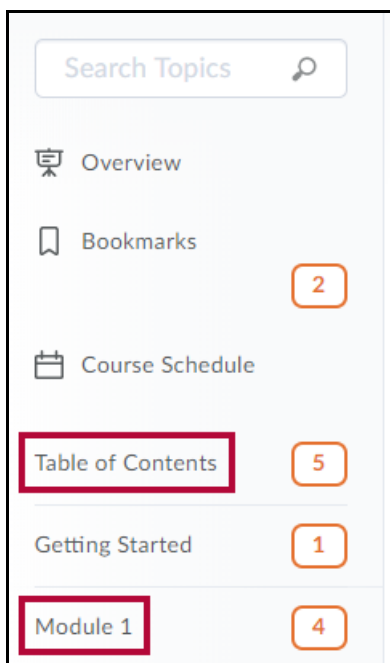 Search Topics
Overview
Bookmarks
2
Course Schedule
Table of Contents
5
Getting Started
1
Module 1
4